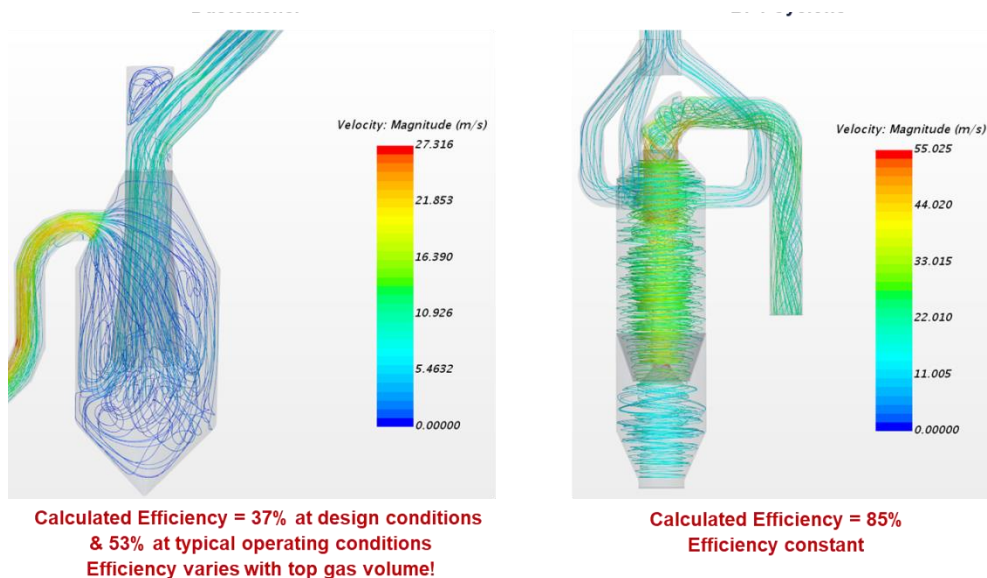 Velocity: Magnitude (m/s)
27.316
21.853
16.390
10.926
5.4632
0.00000
Calculated Efficiency = 37% at design conditions
& 53% at typical operating conditions
Efficiency varies with top gas volume!
Velocity: Magnitude (m/s)
55.025
44.020
33.015
22.010
11.005
0.00000
Calculated Efficiency = 85%
Efficiency constant